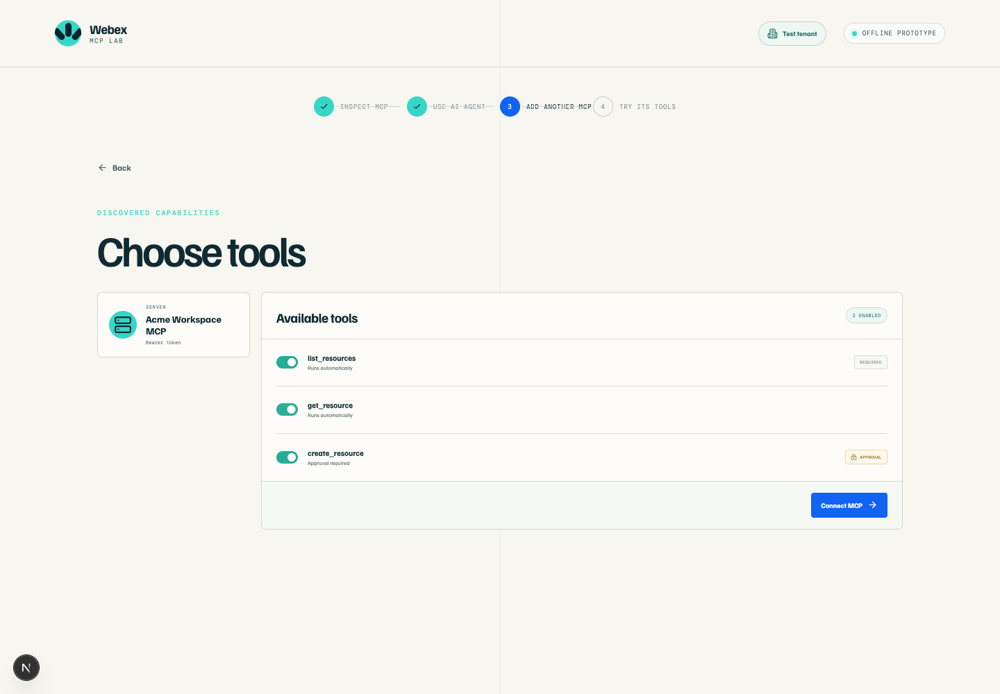 Webex
MCP LAB
Test tenant
OFFLINE PROTOTYPE
INSPECT MCP
USE AI AGENT
3
ADD ANOTHER MCP
4
TRY ITS TOOLS
Back
DISCOVERED CAPABILITIES
Choose tools
SERVER
Acme Workspace
MCP
Bearer token
Available tools
2 ENABLED
list_resources
Runs automatically
REQUIRED
get_resource
Runs automatically
create_resource
Approval required
APPROVAL
Connect MCP
N